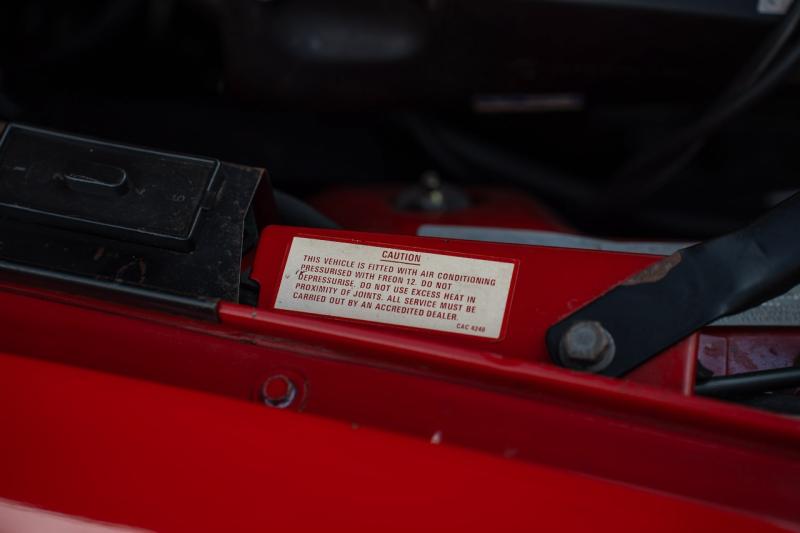 CAUTION
THIS VEHICLE IS FITTED WITH AIR CONDITIONING
PRESSURISED WITH FREON 12. DO NOT
DEPRESSURISE. DO NOT USE EXCESS HEAT IN
PROXIMITY OF JOINTS. ALL SERVICE MUST BE
CARRIED OUT BY AN ACCREDITED DEALER.
CAC 4248